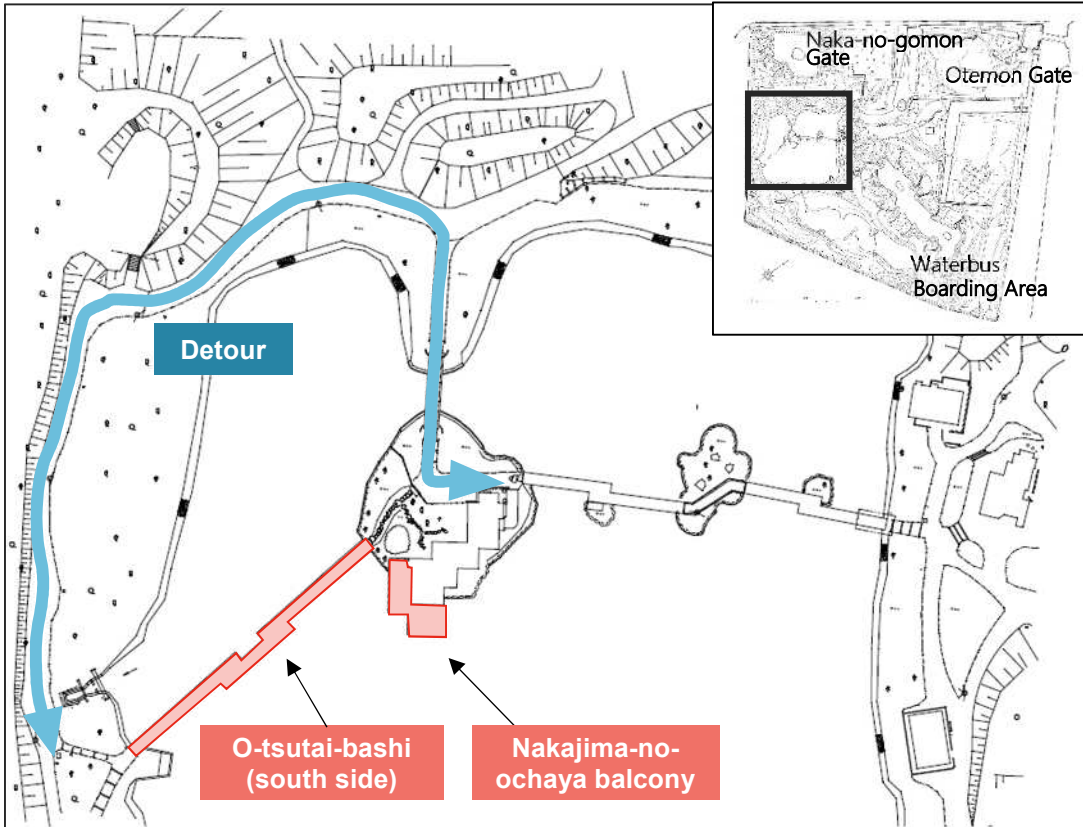 Naka-no-gomon
Gate
Otemon Gate
Waterbus
Boarding Area
Detour
O-tsutai-bashi
(south side)
Nakajima-no-
ochaya balcony